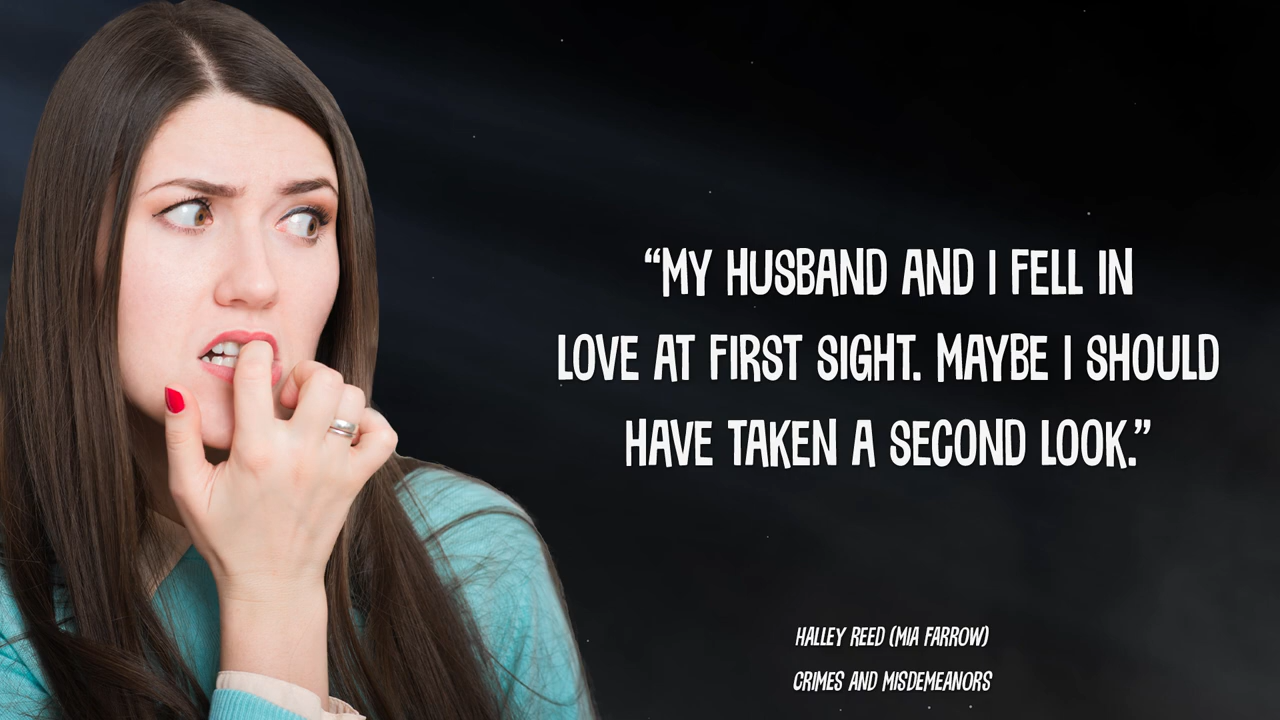 “MY HUSBAND AND I FELL IN
LOVE AT FIRST SIGHT. MAYBE I SHOULD
HAVE TAKEN A SECOND LOOK.”
HALLEY REED (MIA FARROW)
CRIMES AND MISDEMEANORS